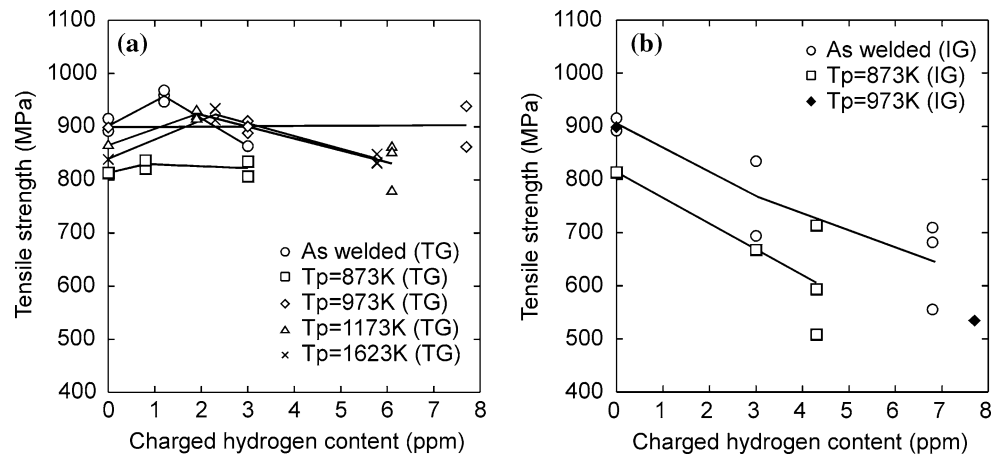 (a)
Tensile strength (MPa)
1100
1000
900
800
700
600
500
400
As welded (TG)
Tp=873K (TG)
Tp=973K (TG)
Tp=1173K (TG)
Tp=1623K (TG)
0 1 2 3 4 5 6 7 8
Charged hydrogen content (ppm)
(b)
Tensile strength (MPa)
1100
1000
900
800
700
600
500
400
As welded (IG)
Tp=873K (IG)
Tp=973K (IG)
0 1 2 3 4 5 6 7 8
Charged hydrogen content (ppm)